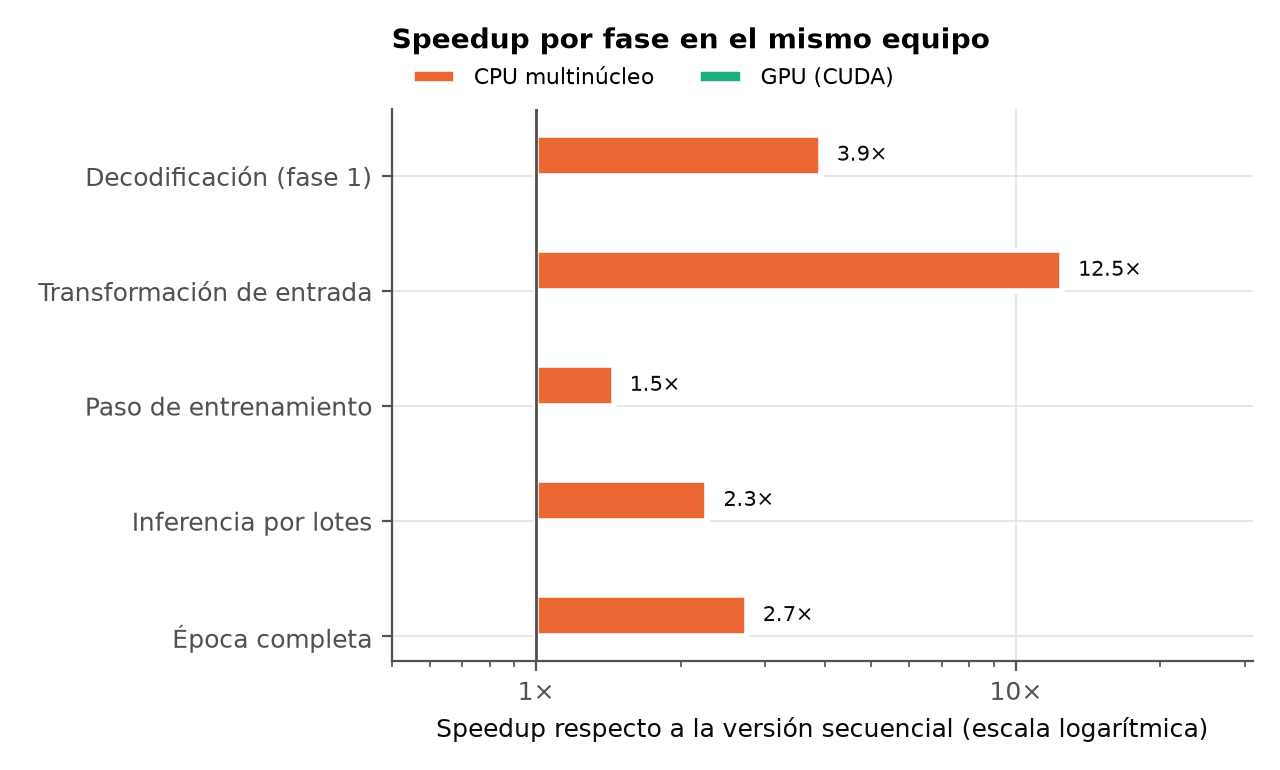 Speedup por fase en el mismo equipo
CPU multinúcleo GPU (CUDA)
Decodificación (fase 1) 3.9×
Transformación de entrada 12.5×
Paso de entrenamiento 1.5×
Inferencia por lotes 2.3×
Época completa 2.7×
1× 10×
Speedup respecto a la versión secuencial (escala logarítmica)